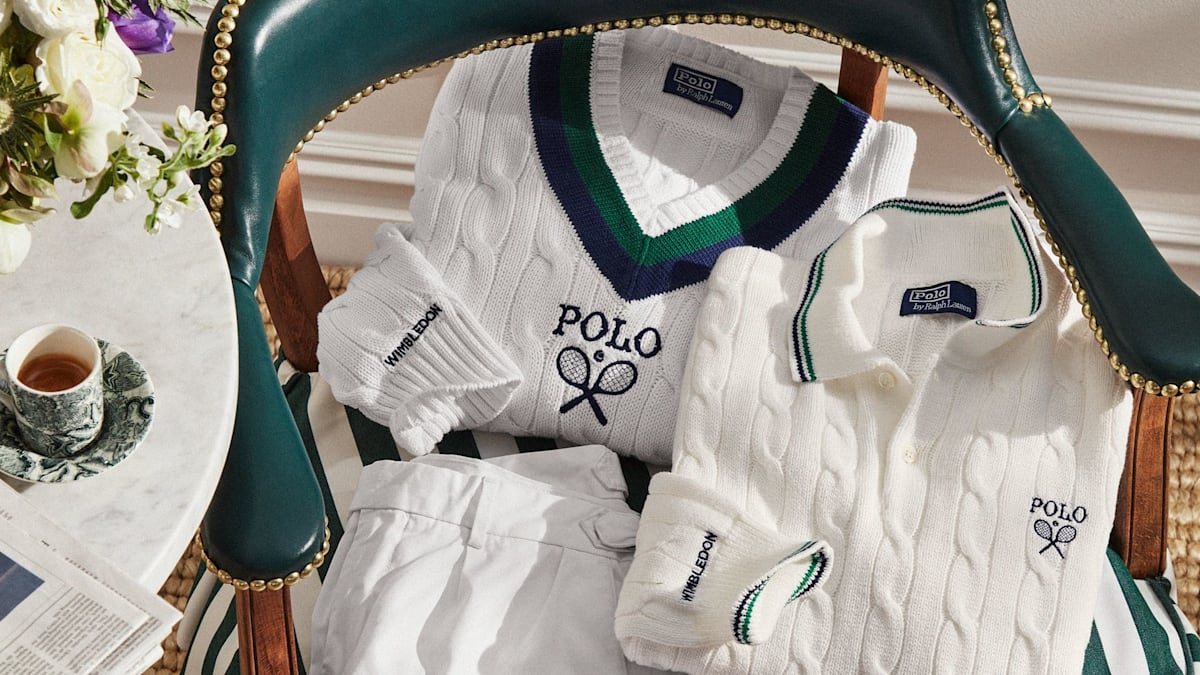 Polo
by Ralph Lauren
WIMBLEDON
POLO
Polo
by Ralph Lauren
POLO
WIMBLEDON